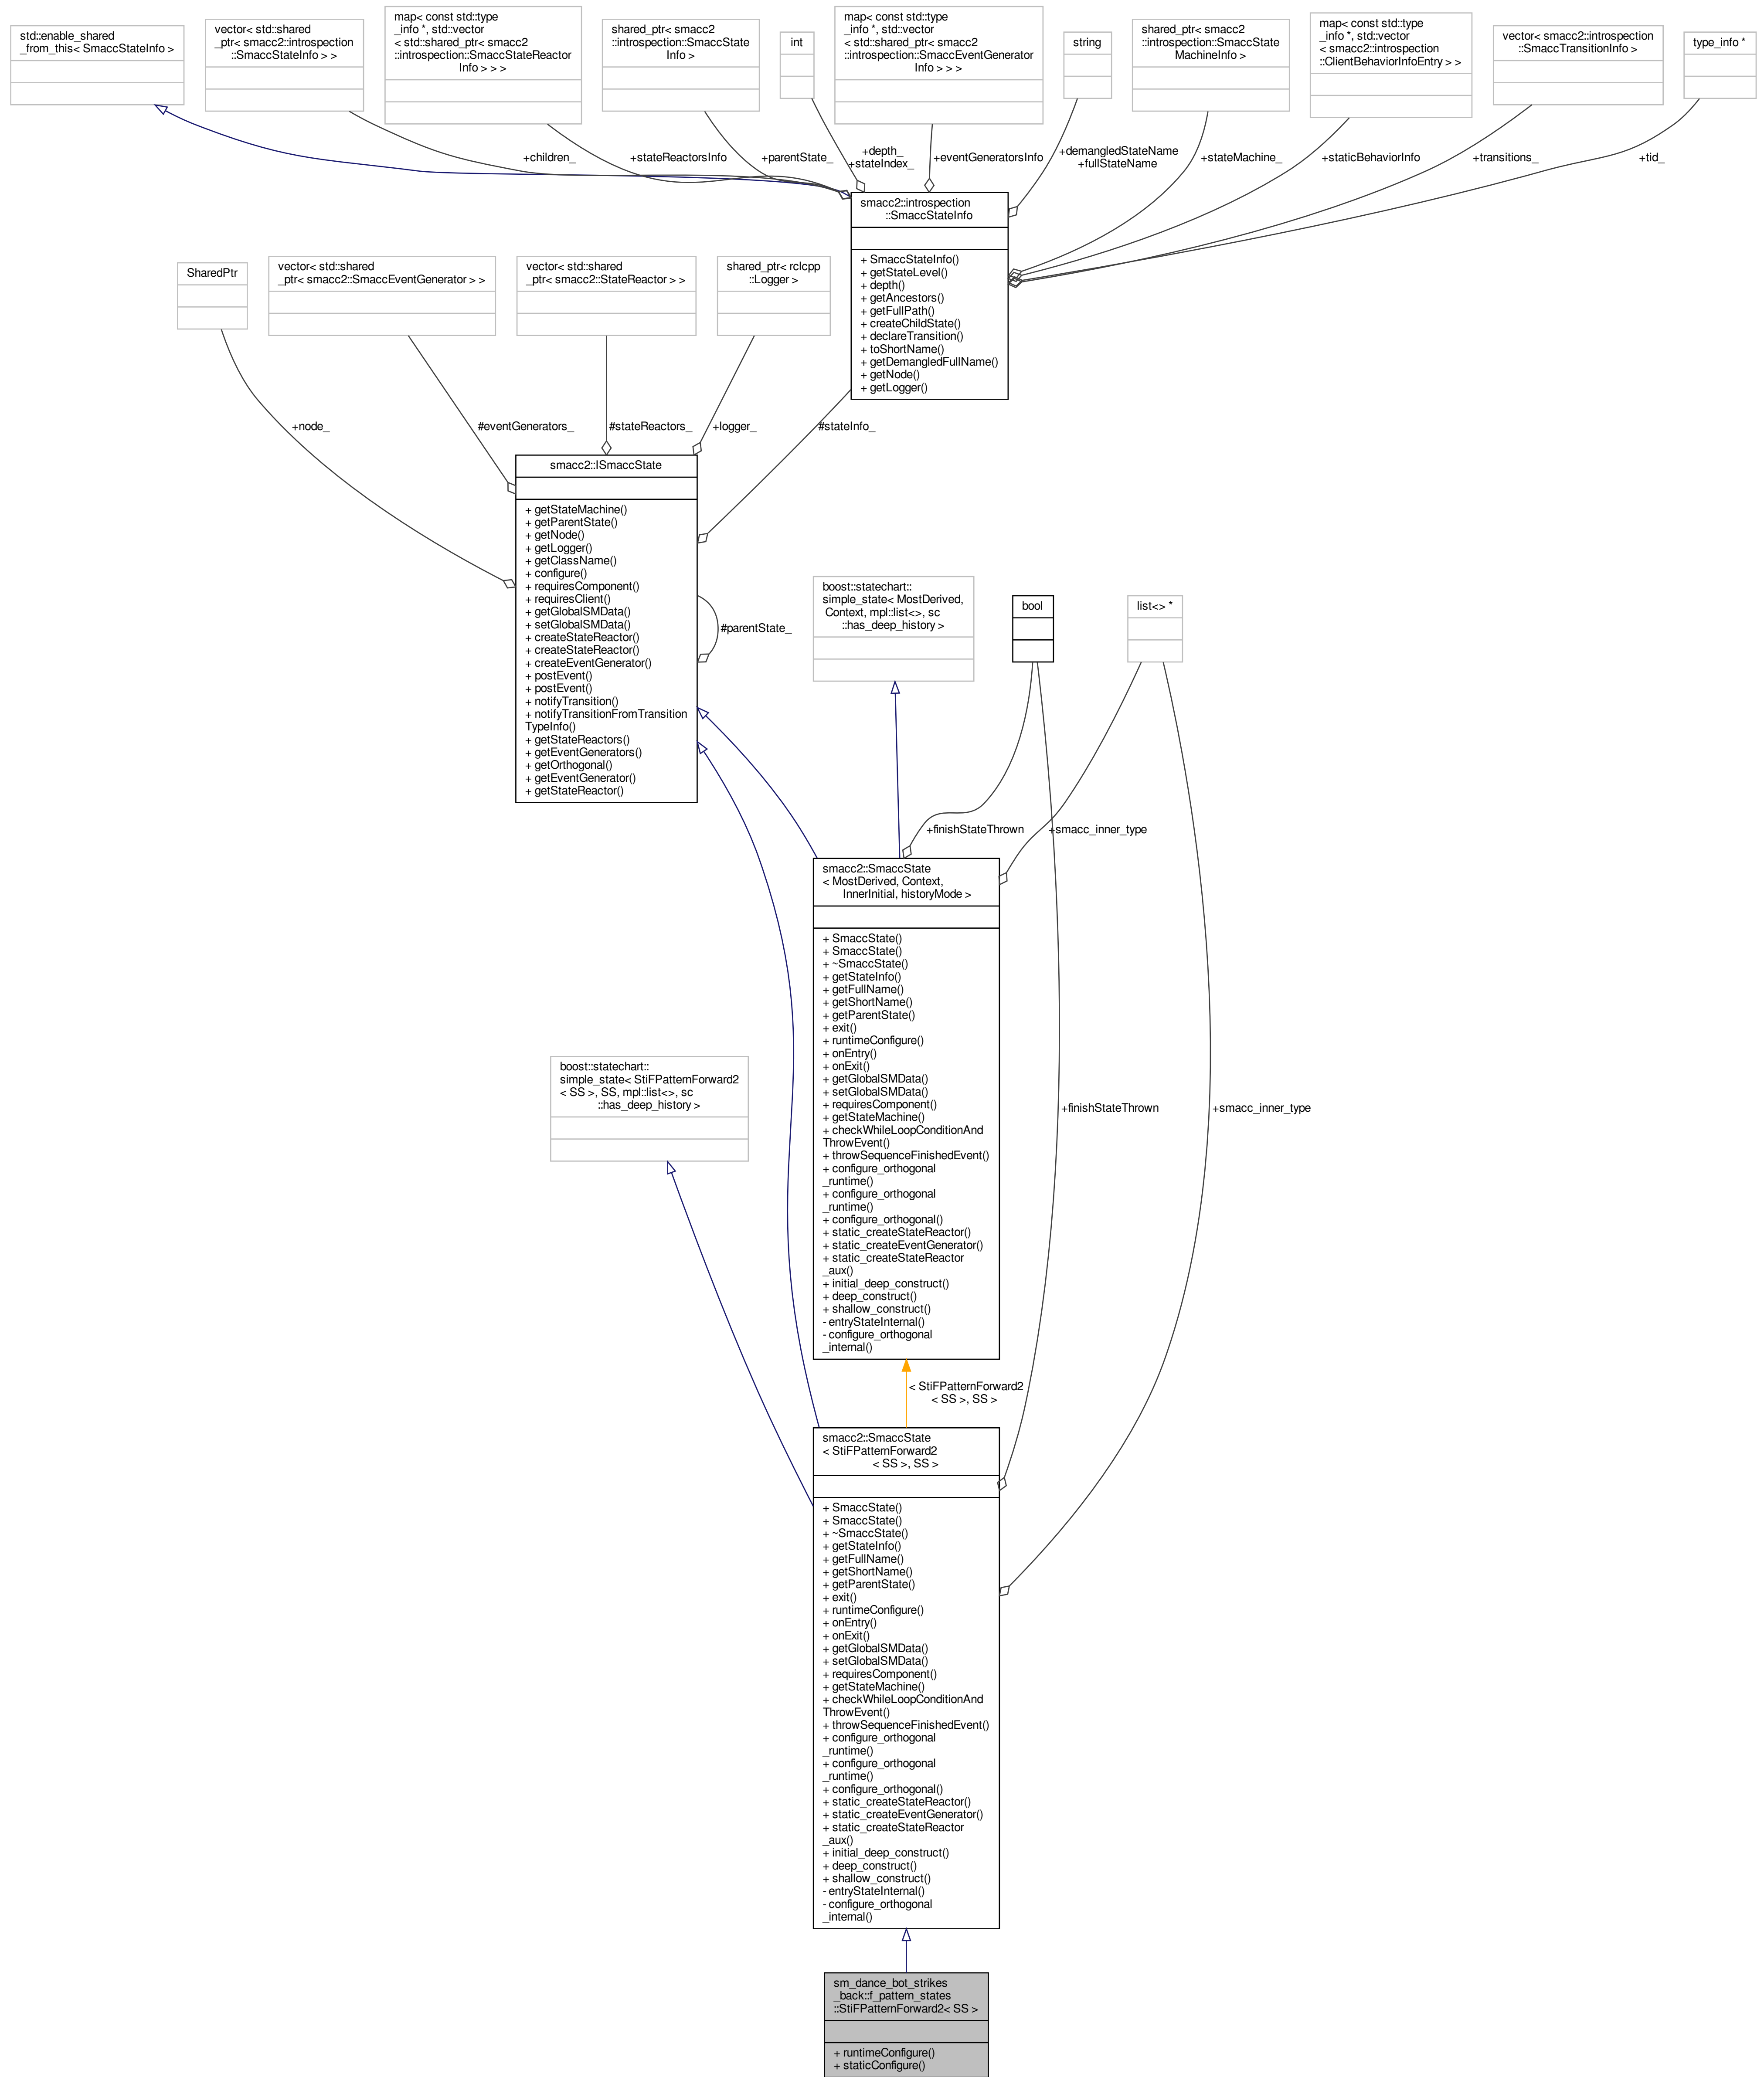 std::enable_shared
_from_this< SmaccStateInfo >
vector< std::shared
_ptr< smacc2::introspection
::SmaccStateInfo > >
map< const std::type
_info *, std::vector
< std::shared_ptr< smacc2
::introspection::SmaccStateReactor
Info > > >
shared_ptr< smacc2
::introspection::SmaccState
Info >
int
map< const std::type
_info *, std::vector
< std::shared_ptr< smacc2
::introspection::SmaccEventGenerator
Info > > >
string
shared_ptr< smacc2
::introspection::SmaccState
MachineInfo >
map< const std::type
_info *, std::vector
< smacc2::introspection
::ClientBehaviorInfoEntry > >
vector< smacc2::introspection
::SmaccTransitionInfo >
type_info *
+children_
+stateReactorsInfo
+parentState_
+depth_
+stateIndex_
+eventGeneratorsInfo
+demangledStateName
+fullStateName
+stateMachine_
+staticBehaviorInfo
+transitions_
+tid_
smacc2::introspection
::SmaccStateInfo
+ SmaccStateInfo()
+ getStateLevel()
+ depth()
+ getAncestors()
+ getFullPath()
+ createChildState()
+ declareTransition()
+ toShortName()
+ getDemangledFullName()
+ getNode()
+ getLogger()
SharedPtr
vector< std::shared
_ptr< smacc2::SmaccEventGenerator > >
vector< std::shared
_ptr< smacc2::StateReactor > >
shared_ptr< rclcpp
::Logger >
+node_
#eventGenerators_
#stateReactors_
+logger_
#stateInfo_
smacc2::ISmaccState
+ getStateMachine()
+ getParentState()
+ getNode()
+ getLogger()
+ getClassName()
+ configure()
+ requiresComponent()
+ requiresClient()
+ getGlobalSMData()
+ setGlobalSMData()
+ createStateReactor()
+ createStateReactor()
+ createEventGenerator()
+ postEvent()
+ postEvent()
+ notifyTransition()
+ notifyTransitionFromTransition
TypeInfo()
+ getStateReactors()
+ getEventGenerators()
+ getOrthogonal()
+ getEventGenerator()
+ getStateReactor()
#parentState_
boost::statechart::
simple_state< MostDerived,
Context, mpl::list<>, sc
::has_deep_history >
bool
list<> *
+finishStateThrown
+smacc_inner_type
smacc2::SmaccState
< MostDerived, Context,
InnerInitial, historyMode >
+ SmaccState()
+ SmaccState()
+ ~SmaccState()
+ getStateInfo()
+ getFullName()
+ getShortName()
+ getParentState()
+ exit()
+ runtimeConfigure()
+ onEntry()
+ onExit()
+ getGlobalSMData()
+ setGlobalSMData()
+ requiresComponent()
+ getStateMachine()
+ checkWhileLoopConditionAnd
ThrowEvent()
+ throwSequenceFinishedEvent()
+ configure_orthogonal
_runtime()
+ configure_orthogonal
_runtime()
+ configure_orthogonal()
+ static_createStateReactor()
+ static_createEventGenerator()
+ static_createStateReactor
_aux()
+ initial_deep_construct()
+ deep_construct()
+ shallow_construct()
- entryStateInternal()
- configure_orthogonal
_internal()
boost::statechart::
simple_state< StiFPatternForward2
< SS >, SS, mpl::list<>, sc
::has_deep_history >
+finishStateThrown
+smacc_inner_type
< StiFPatternForward2
< SS >, SS >
smacc2::SmaccState
< StiFPatternForward2
< SS >, SS >
+ SmaccState()
+ SmaccState()
+ ~SmaccState()
+ getStateInfo()
+ getFullName()
+ getShortName()
+ getParentState()
+ exit()
+ runtimeConfigure()
+ onEntry()
+ onExit()
+ getGlobalSMData()
+ setGlobalSMData()
+ requiresComponent()
+ getStateMachine()
+ checkWhileLoopConditionAnd
ThrowEvent()
+ throwSequenceFinishedEvent()
+ configure_orthogonal
_runtime()
+ configure_orthogonal
_runtime()
+ configure_orthogonal()
+ static_createStateReactor()
+ static_createEventGenerator()
+ static_createStateReactor
_aux()
+ initial_deep_construct()
+ deep_construct()
+ shallow_construct()
- entryStateInternal()
- configure_orthogonal
_internal()
sm_dance_bot_strikes
_back::f_pattern_states
::StiFPatternForward2< SS >
+ runtimeConfigure()
+ staticConfigure()